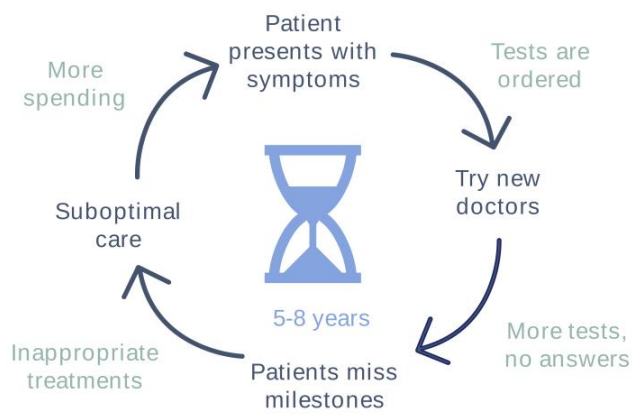 Patient
presents with
symptoms
Tests are
ordered
Try new
doctors
More tests,
no answers
Patients miss
milestones
Inappropriate
treatments
Suboptimal
care
More
spending
5-8 years